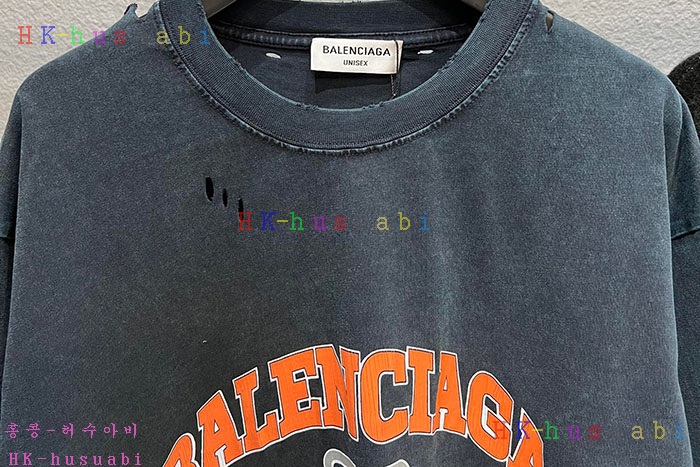 HK-hus abi
BALENCIAGA
UNISEX
HK-hus abi
BALENCIAGA
HK-hus abi
홍콩-허수아비
HK-husuabi